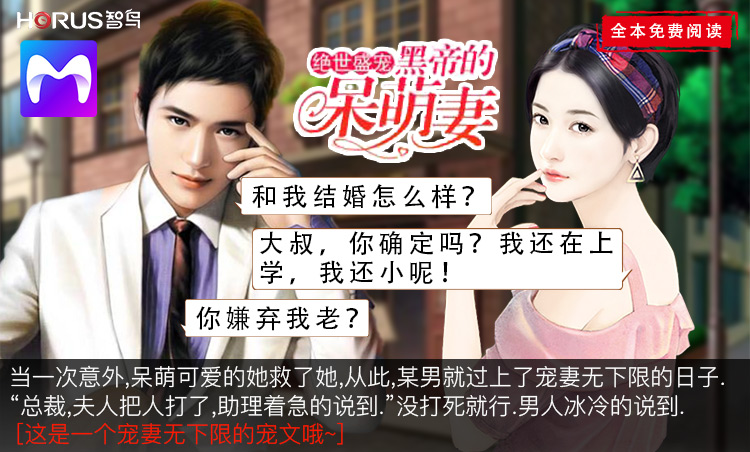 HORUS智鸟
全本免费阅读
绝世盛宠 黑帝的
呆萌妻
和我结婚怎么样？
大叔，你确定吗？我还在上
学，我还小呢！
你嫌弃我老？
当一次意外,呆萌可爱的她救了她,从此,某男就过上了宠妻无下限的日子.
“总裁,夫人把人打了,助理着急的说到.”没打死就行.男人冰冷的说到.
[这是一个宠妻无下限的宠文哦~]